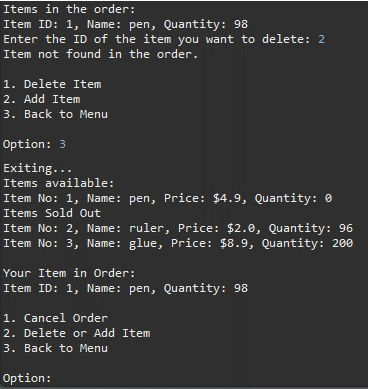 Items in the order:
Item ID: 1, Name: pen, Quantity: 98
Enter the ID of the item you want to delete: 2
Item not found in the order.
1. Delete Item
2. Add Item
3. Back to Menu
Option: 3
Exiting...
Items available:
Item No: 1, Name: pen, Price: $4.9, Quantity: 0
Items Sold Out
Item No: 2, Name: ruler, Price: $2.0, Quantity: 96
Item No: 3, Name: glue, Price: $8.9, Quantity: 200
Your Item in Order:
Item ID: 1, Name: pen, Quantity: 98
1. Cancel Order
2. Delete or Add Item
3. Back to Menu
Option: